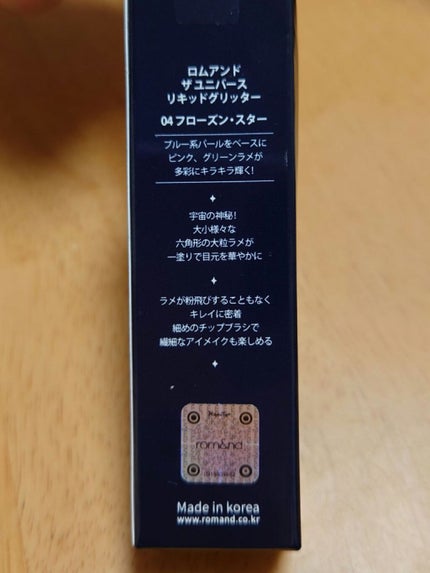 ロムアンド
ザ ユニバース
リキッドグリッター
04 フローズン・スター
ブルー系パールをベースに
ピンク、グリーンラメが
多彩にキラキラ輝く!
宇宙の神秘!
大小様々な
六角形の大粒ラメが
一塗りで目元を華やかに
ラメが粉飛びすることもなく
キレイに密着
細めのチップブラシで
繊細なアイメイクも楽しめる
rom&nd
Made in korea
www.romand.co.kr